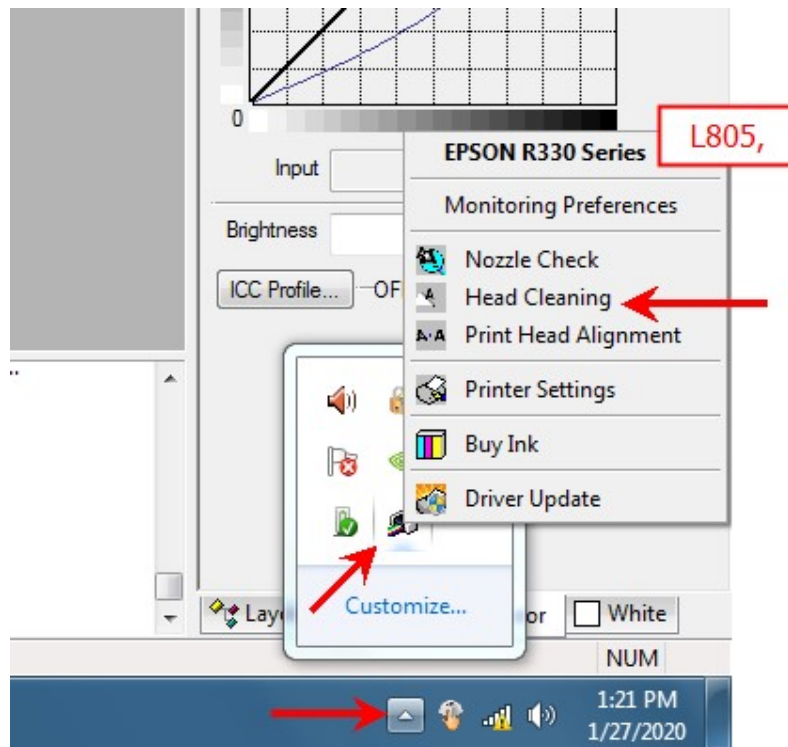 0
L805,
EPSON R330 Series
Input
Monitoring Preferences
Brightness
Nozzle Check
ICC Profile...
OF
Head Cleaning
Print Head Alignment
Printer Settings
Buy Ink
Driver Update
Customize...
Lay
or
White
NUM
1:21 PM
1/27/2020